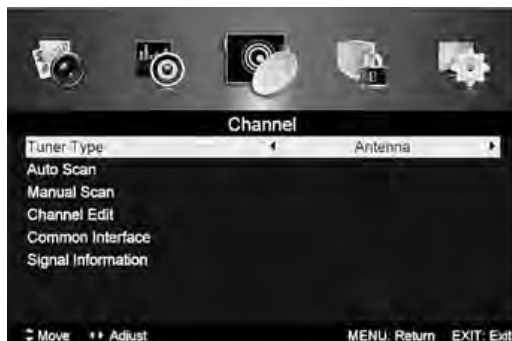 Channel
Tuner Type Antenna
Auto Scan
Manual Scan
Channel Edit
Common Interface
Signal Information
Move Adjust MENU: Return EXIT: Exit